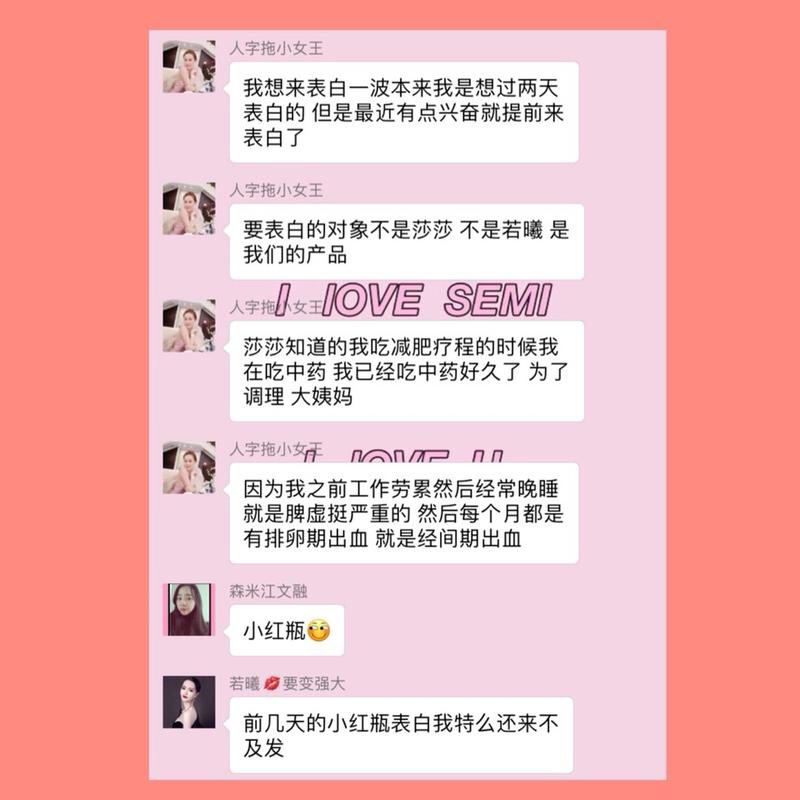 人字拖小女王
我想来表白一波本来我是想过两天
表白的 但是最近有点兴奋就提前来
表白了
人字拖小女王
要表白的对象不是莎莎 不是若曦 是
我们的产品
I lOVE SEMI
人字拖小女王
莎莎知道的我吃减肥疗程的时候我
在吃中药 我已经吃中药好久了 为了
调理 大姨妈
人字拖小女王
I lOVE U
因为我之前工作劳累然后经常晚睡
就是脾虚挺严重的 然后每个月都是
有排卵期出血 就是经间期出血
森米江文融
小红瓶
若曦💋要变强大
前几天的小红瓶表白我特么还来不
及发